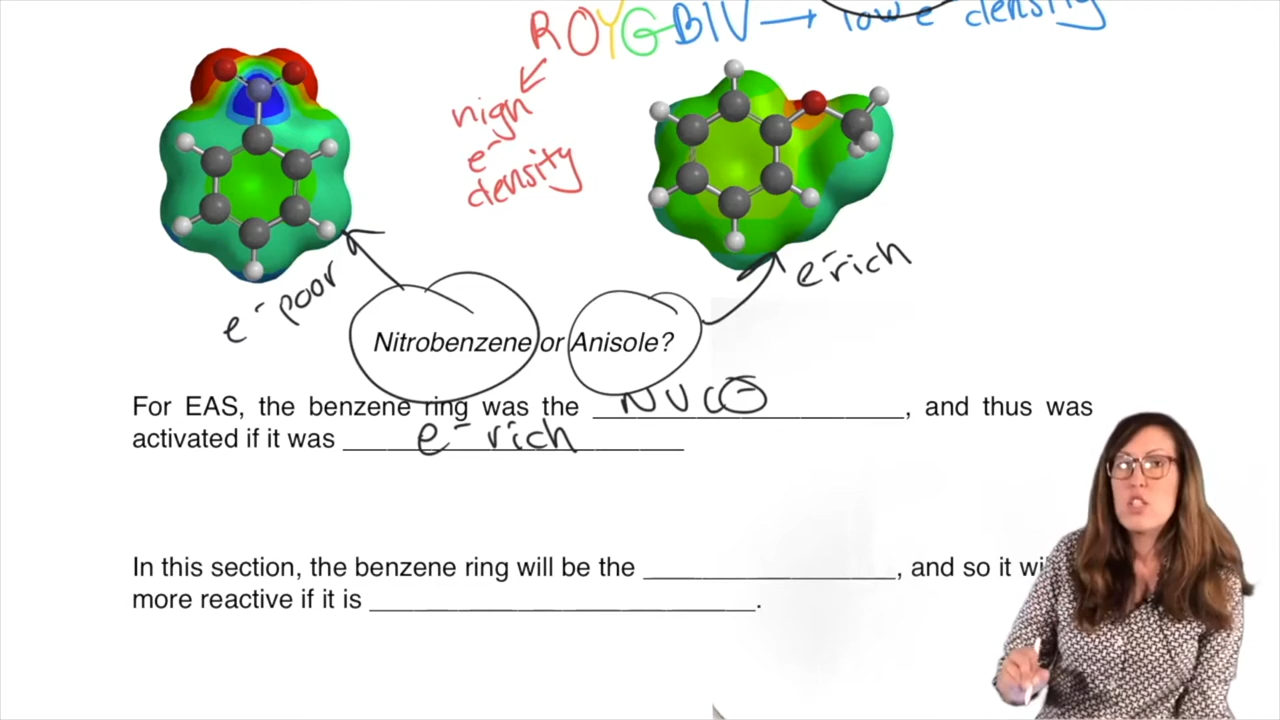 ROYGBIV → low e⁻ density
high
e⁻
density
e⁻ poor
e⁻ rich
Nitrobenzene or Anisole?
For EAS, the benzene ring was the NUC⊖, and thus was
activated if it was e⁻ rich
In this section, the benzene ring will be the ____________________, and so it wi
more reactive if it is ____________________________.